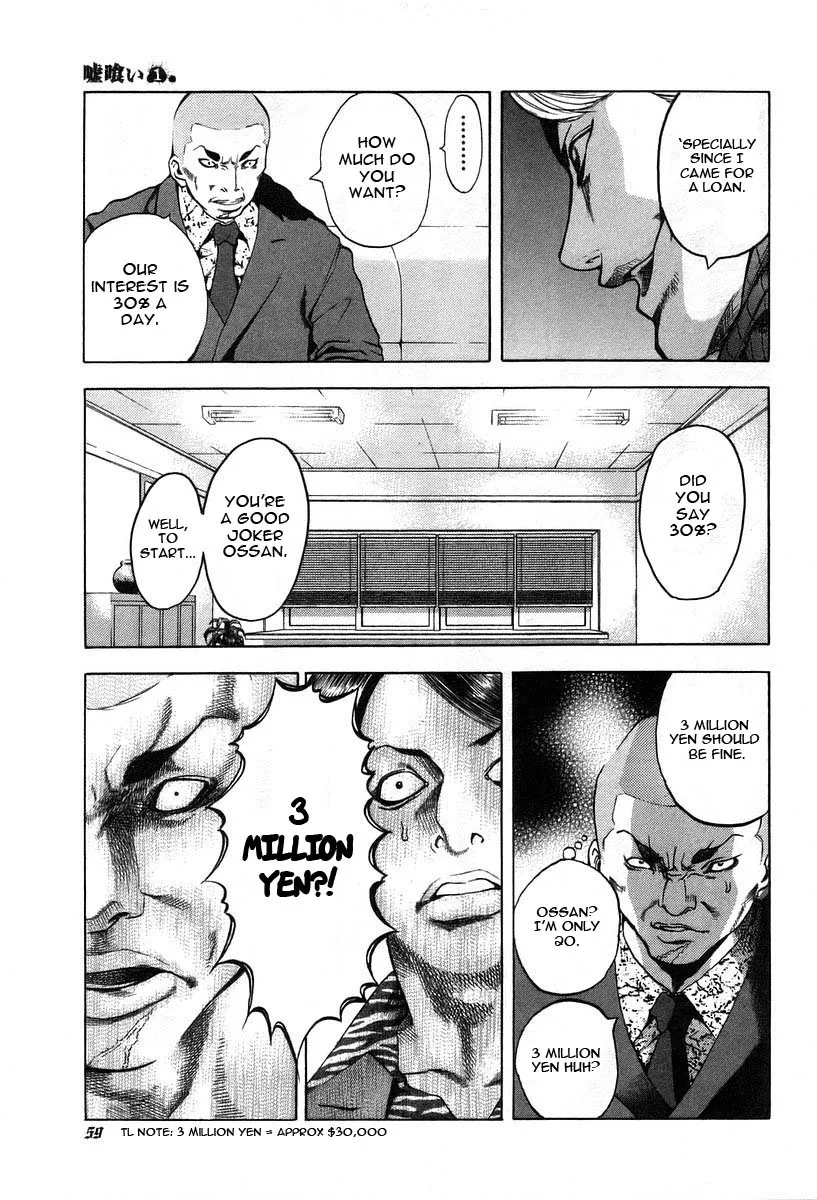 嘘喰い1.
'SPECIALLY
SINCE I
CAME FOR
A LOAN.
.........
HOW
MUCH DO
YOU
WANT?
OUR
INTEREST IS
30% A
DAY.
DID
YOU
SAY
30%?
YOU'RE
A GOOD
JOKER
OSSAN.
WELL,
TO
START...
3 MILLION
YEN SHOULD
BE FINE.
OSSAN?
I'M ONLY
20.
3 MILLION
YEN HUH?
3
MILLION
YEN?!
59
TL NOTE: 3 MILLION YEN = APPROX $30,000